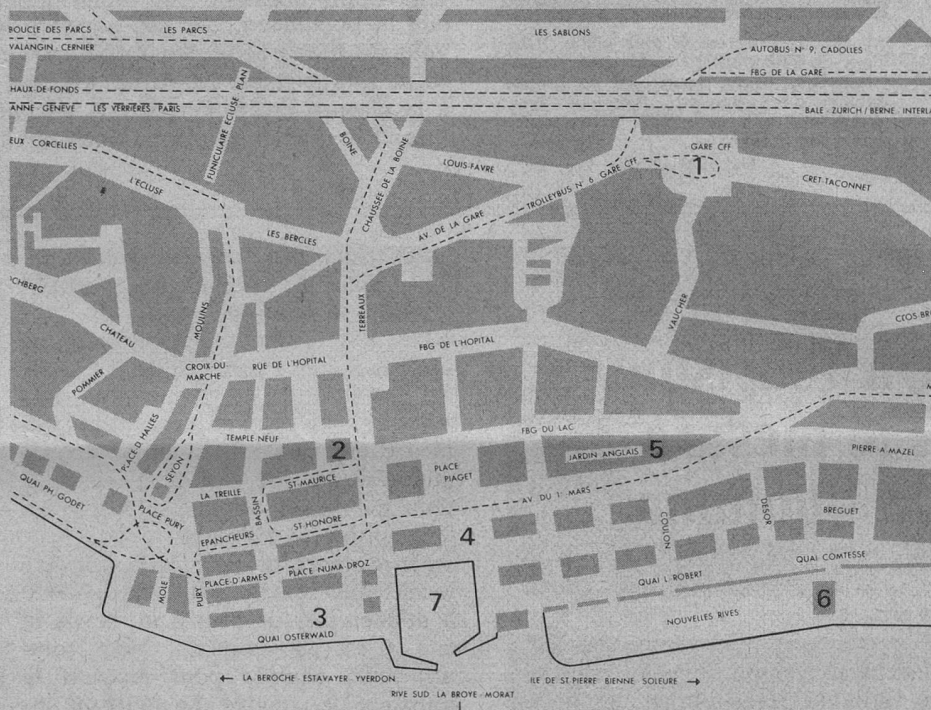 BOUCLE DES PARCS
LES PARCS
LES SABLONS
VALANGIN · CERNIER
AUTOBUS N° 9, CADOLLES
FBG DE LA GARE
HAUX-DE-FONDS
ANNE GENÈVE LES VERRIÈRES PARIS
BALE · ZURICH / BERNE · INTERLA
FUNICULAIRE ECLUSE PLAN
EUX CORCELLES
BOINE
CHAUSSÉE DE LA BOINE
LOUIS-FAVRE
GARE CFF
1
L'ECLUSE
TROLLEYBUS N° 6 GARE CFF
CRET-TACONNET
AV. DE LA GARE
LES BERCLES
CHBERG
CHATEAU
MOULINS
TERREAUX
VAUCHER
CLOS-BR
FBG DE L'HOPITAL
RUE DE L'HOPITAL
CROIX DU
MARCHE
POMMIER
PLACE D HALLES
SEYON
TEMPLE NEUF
FBG DU LAC
2
JARDIN ANGLAIS
5
PIERRE A MAZEL
PLACE
PIAGET
QUAI PH. GODET
PLACE PURY
LA TREILLE
BASSIN
ST-MAURICE
AV DU 1ᵉʳ MARS
EPANCHEURS
ST-HONORE
4
COULON
DESOR
BREGUET
PLACE-D'ARMES
PLACE NUMA-DROZ
QUAI COMTESSE
MOLE
PURY
QUAI L-ROBERT
3
7
6
QUAI OSTERWALD
NOUVELLES RIVES
← LA BEROCHE · ESTAVAYER · YVERDON
ILE DE ST-PIERRE BIENNE SOLEURE →
RIVE SUD LA BROYE-MORAT